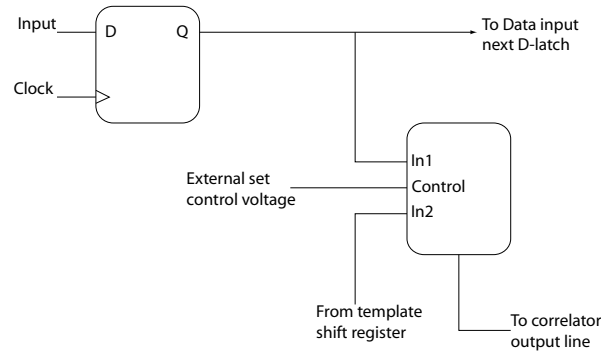 Input
D
Q
To Data input
next D-latch
Clock
In1
External set
control voltage
Control
In2
From template
shift register
To correlator
output line